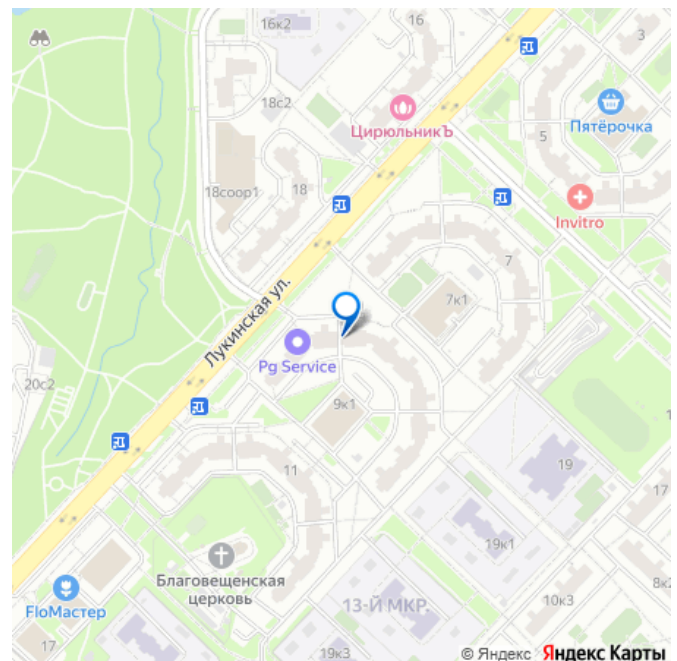 16к2
16
3
18с2
ЦирюльникЪ
Пятёрочка
5
18соор1
18
Invitro
7
7к1
Лукинская ул.
Pg Service
20с2
9к1
11
19
17
19к1
Благовещенская
церковь
8к2
10к3
13-Й МКР.
FloМастер
17
19к3
© Яндекс Яндекс Карты